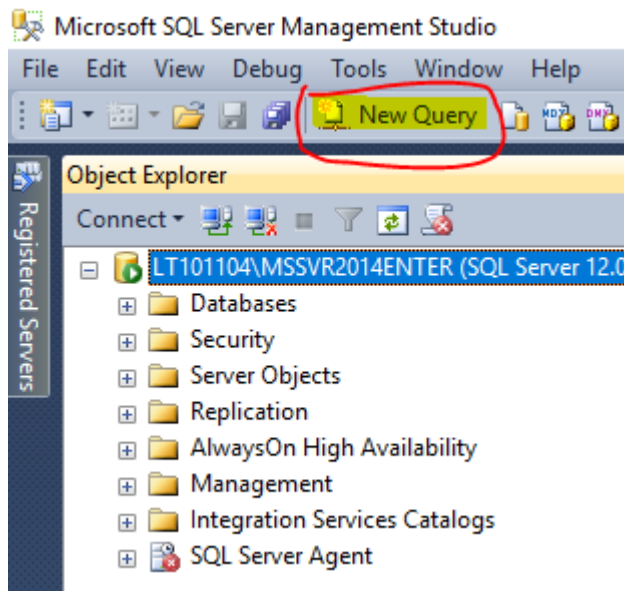 Microsoft SQL Server Management Studio
File Edit View Debug Tools Window Help
New Query
Registered Servers
Object Explorer
Connect
LT101104\MSSVR2014ENTER (SQL Server 12.0
Databases
Security
Server Objects
Replication
AlwaysOn High Availability
Management
Integration Services Catalogs
SQL Server Agent